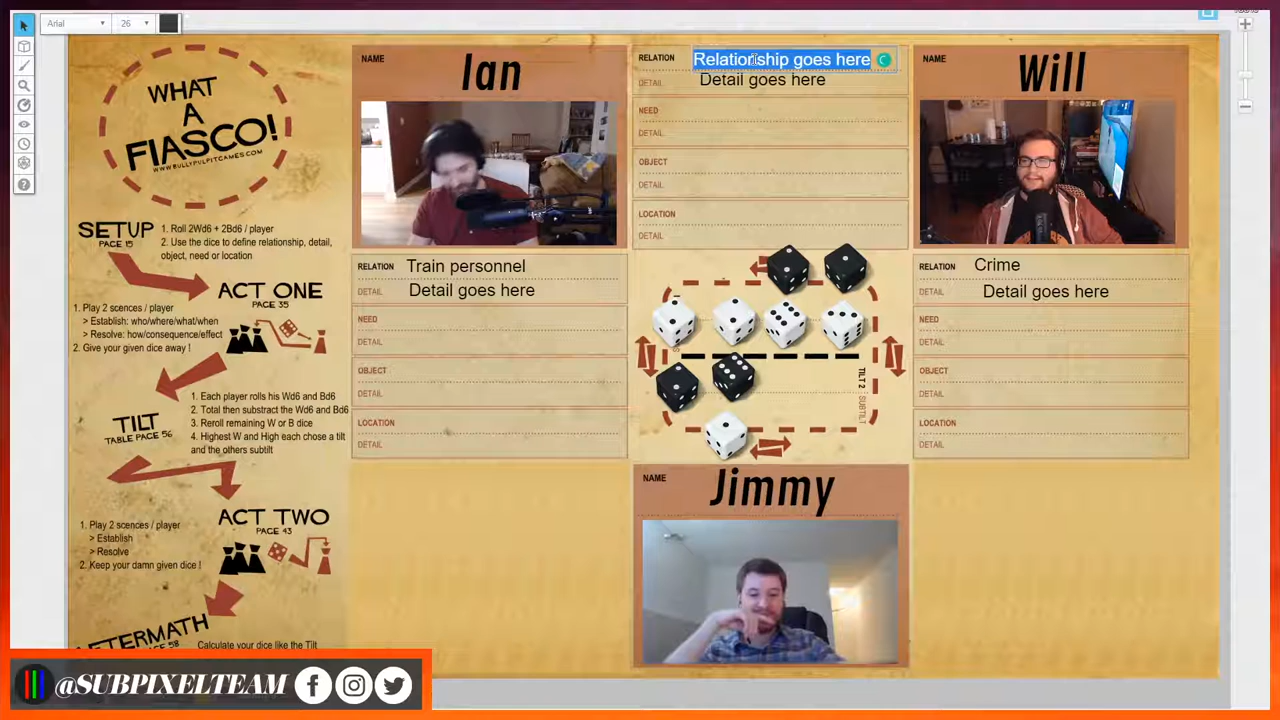 Arial
26
WHAT
A
FIASCO!
WWW.BULLYPULPITGAMES.COM
SETUP
PAGE 15
1. Roll 2Wd6 + 2Bd6 / player
2. Use the dice to define relationship, detail,
object, need or location
ACT ONE
PAGE 35
1. Play 2 scences / player
> Establish: who/where/what/when
> Resolve: how/consequence/effect
2. Give your given dice away !
TILT
TABLE PAGE 56
1. Each player rolls his Wd6 and Bd6
2. Total then substract the Wd6 and Bd6
3. Reroll remaining W or B dice
4. Highest W and High each chose a tilt
and the others subtilt
ACT TWO
PAGE 43
1. Play 2 scences / player
> Establish
> Resolve
2. Keep your damn given dice !
AFTERMATH
Calculate your dice like the Tilt
NAME
Ian
RELATION
Train personnel
DETAIL
Detail goes here
NEED
DETAIL
OBJECT
DETAIL
LOCATION
DETAIL
RELATION
Relationship goes here
DETAIL
Detail goes here
NEED
DETAIL
OBJECT
DETAIL
LOCATION
DETAIL
TILT 2
SUBTILT
NAME
Jimmy
NAME
Will
RELATION
Crime
DETAIL
Detail goes here
NEED
DETAIL
OBJECT
DETAIL
LOCATION
DETAIL
@SUBPIXELTEAM